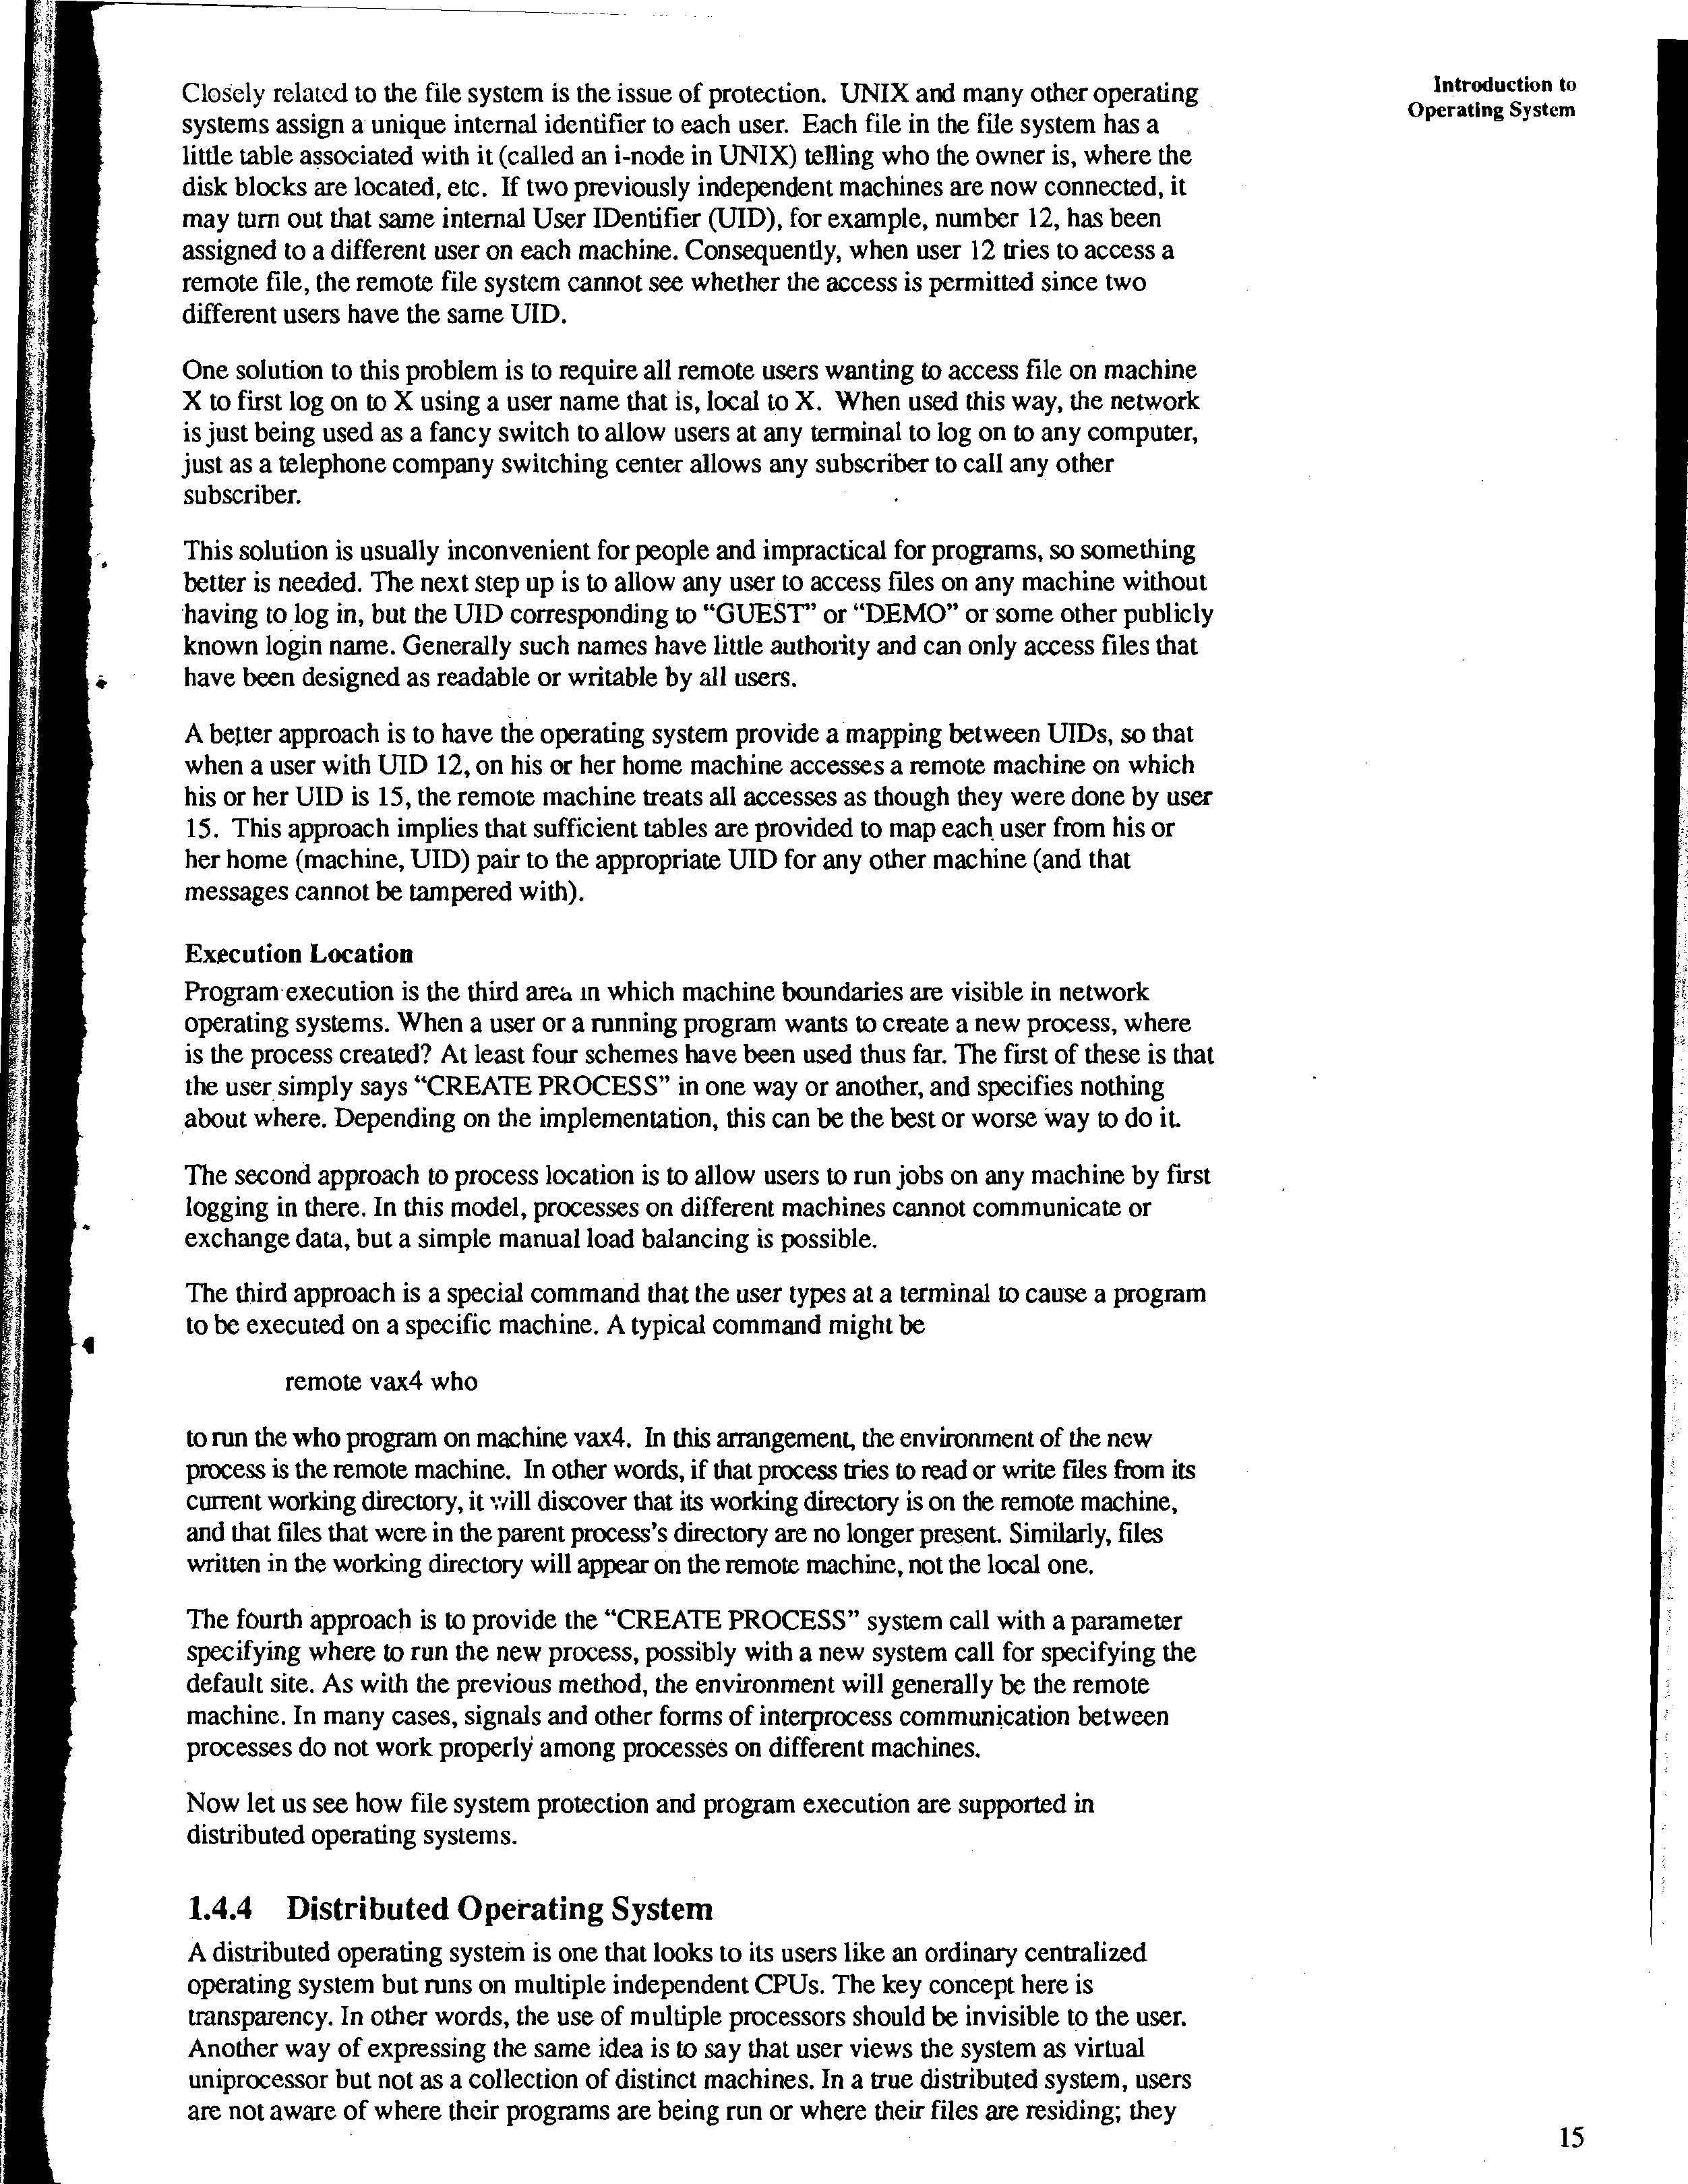 Introduction to
Operating System
Closely related to the file system is the issue of protection. UNIX and many other operating
systems assign a unique internal identifier to each user. Each file in the file system has a
little table associated with it (called an i-node in UNIX) telling who the owner is, where the
disk blocks are located, etc. If two previously independent machines are now connected, it
may turn out that same internal User IDentifier (UID), for example, number 12, has been
assigned to a different user on each machine. Consequently, when user 12 tries to access a
remote file, the remote file system cannot see whether the access is permitted since two
different users have the same UID.
One solution to this problem is to require all remote users wanting to access file on machine
X to first log on to X using a user name that is, local to X. When used this way, the network
is just being used as a fancy switch to allow users at any terminal to log on to any computer,
just as a telephone company switching center allows any subscriber to call any other
subscriber.
This solution is usually inconvenient for people and impractical for programs, so something
better is needed. The next step up is to allow any user to access files on any machine without
having to log in, but the UID corresponding to “GUEST” or “DEMO” or some other publicly
known login name. Generally such names have little authority and can only access files that
have been designed as readable or writable by all users.
A better approach is to have the operating system provide a mapping between UIDs, so that
when a user with UID 12, on his or her home machine accesses a remote machine on which
his or her UID is 15, the remote machine treats all accesses as though they were done by user
15. This approach implies that sufficient tables are provided to map each user from his or
her home (machine, UID) pair to the appropriate UID for any other machine (and that
messages cannot be tampered with).
Execution Location
Program execution is the third area in which machine boundaries are visible in network
operating systems. When a user or a running program wants to create a new process, where
is the process created? At least four schemes have been used thus far. The first of these is that
the user simply says “CREATE PROCESS” in one way or another, and specifies nothing
about where. Depending on the implementation, this can be the best or worse way to do it.
The second approach to process location is to allow users to run jobs on any machine by first
logging in there. In this model, processes on different machines cannot communicate or
exchange data, but a simple manual load balancing is possible.
The third approach is a special command that the user types at a terminal to cause a program
to be executed on a specific machine. A typical command might be
remote vax4 who
to run the who program on machine vax4. In this arrangement, the environment of the new
process is the remote machine. In other words, if that process tries to read or write files from its
current working directory, it will discover that its working directory is on the remote machine,
and that files that were in the parent process's directory are no longer present. Similarly, files
written in the working directory will appear on the remote machine, not the local one.
The fourth approach is to provide the “CREATE PROCESS” system call with a parameter
specifying where to run the new process, possibly with a new system call for specifying the
default site. As with the previous method, the environment will generally be the remote
machine. In many cases, signals and other forms of interprocess communication between
processes do not work properly among processes on different machines.
Now let us see how file system protection and program execution are supported in
distributed operating systems.
1.4.4 Distributed Operating System
A distributed operating system is one that looks to its users like an ordinary centralized
operating system but runs on multiple independent CPUs. The key concept here is
transparency. In other words, the use of multiple processors should be invisible to the user.
Another way of expressing the same idea is to say that user views the system as virtual
uniprocessor but not as a collection of distinct machines. In a true distributed system, users
are not aware of where their programs are being run or where their files are residing; they
15